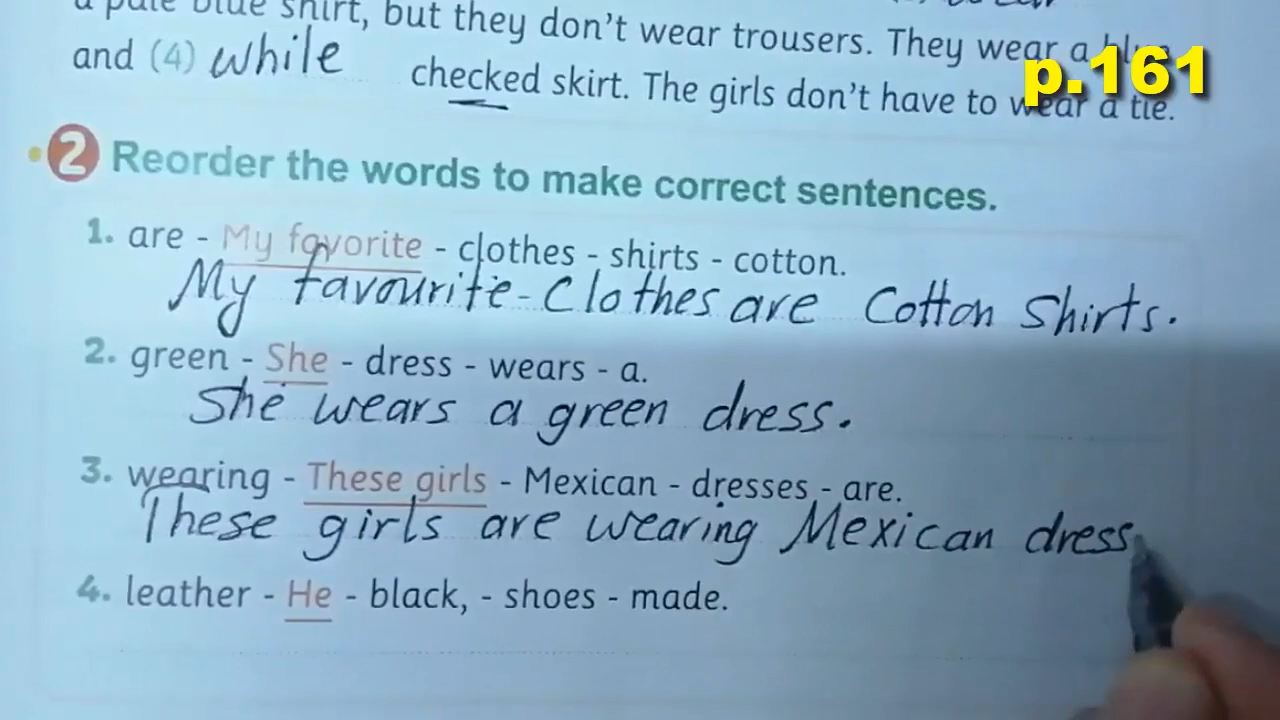 a pale blue shirt, but they don't wear trousers. They wear a blue
and (4) while checked skirt. The girls don't have to wear a tie.
p.161
2 Reorder the words to make correct sentences.
1. are - My favorite - clothes - shirts - cotton.
My favourite - Clothes are Cotton Shirts.
2. green - She - dress - wears - a.
She wears a green dress.
3. wearing - These girls - Mexican - dresses - are.
These girls are wearing Mexican dress
4. leather - He - black, - shoes - made.